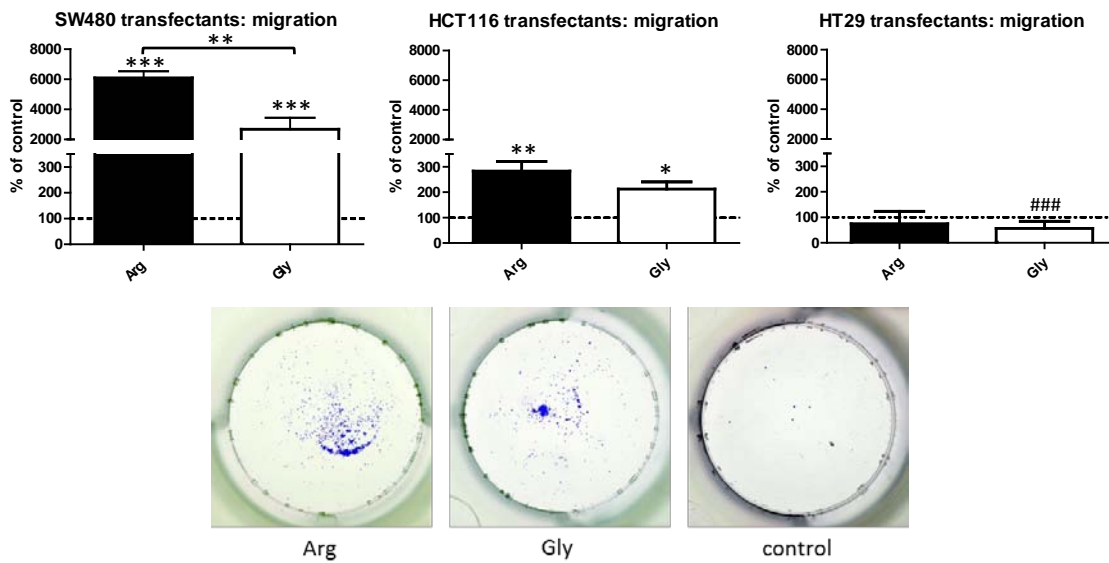 SW480 transfectants: migration
% of control
8000
6000
4000
2000
300
200
100
0
***
**
***
Arg
Gly
HCT116 transfectants: migration
% of control
8000
6000
4000
2000
300
200
100
0
**
*
Arg
Gly
HT29 transfectants: migration
% of control
8000
6000
4000
2000
300
200
100
0
###
Arg
Gly
Arg
Gly
control